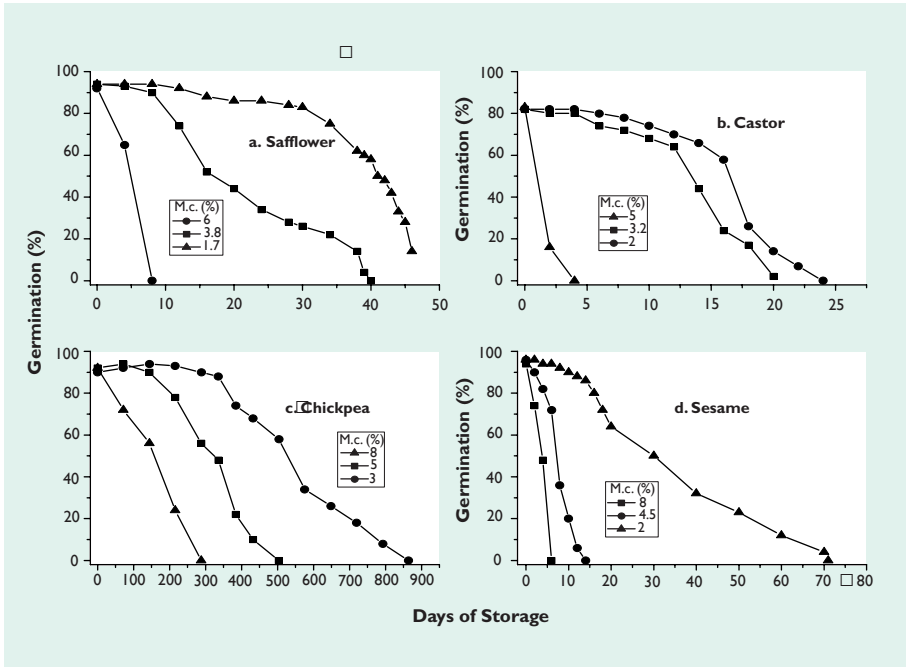 Germination (%)
100
80
60
40
20
0
a. Safflower
M.c. (%)
6
3.8
1.7
0 10 20 30 40 50
Germination (%)
100
80
60
40
20
0
b. Castor
M.c. (%)
5
3.2
2
0 5 10 15 20 25
100
80
60
40
20
0
c. Chickpea
M.c. (%)
8
5
3
0 100 200 300 400 500 600 700 800 900
Germination (%)
100
80
60
40
20
0
d. Sesame
M.c. (%)
8
4.5
2
0 10 20 30 40 50 60 70 80
Days of Storage